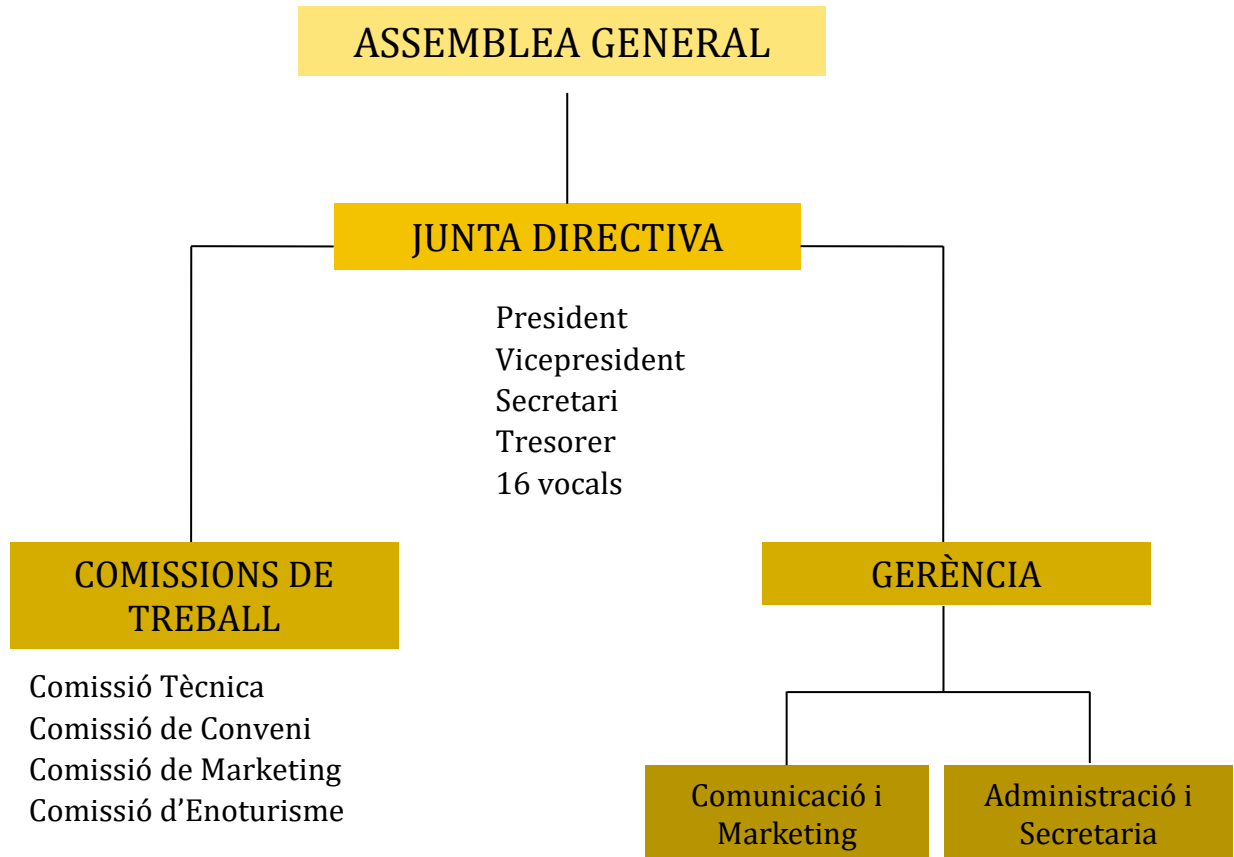 ASSEMBLEA GENERAL
JUNTA DIRECTIVA
President
Vicepresident
Secretari
Tresorer
16 vocals
COMISSIONS DE
TREBALL
Comissió Tècnica
Comissió de Conveni
Comissió de Marketing
Comissió d’Enoturisme
GERÈNCIA
Comunicació i
Marketing
Administració i
Secretaria